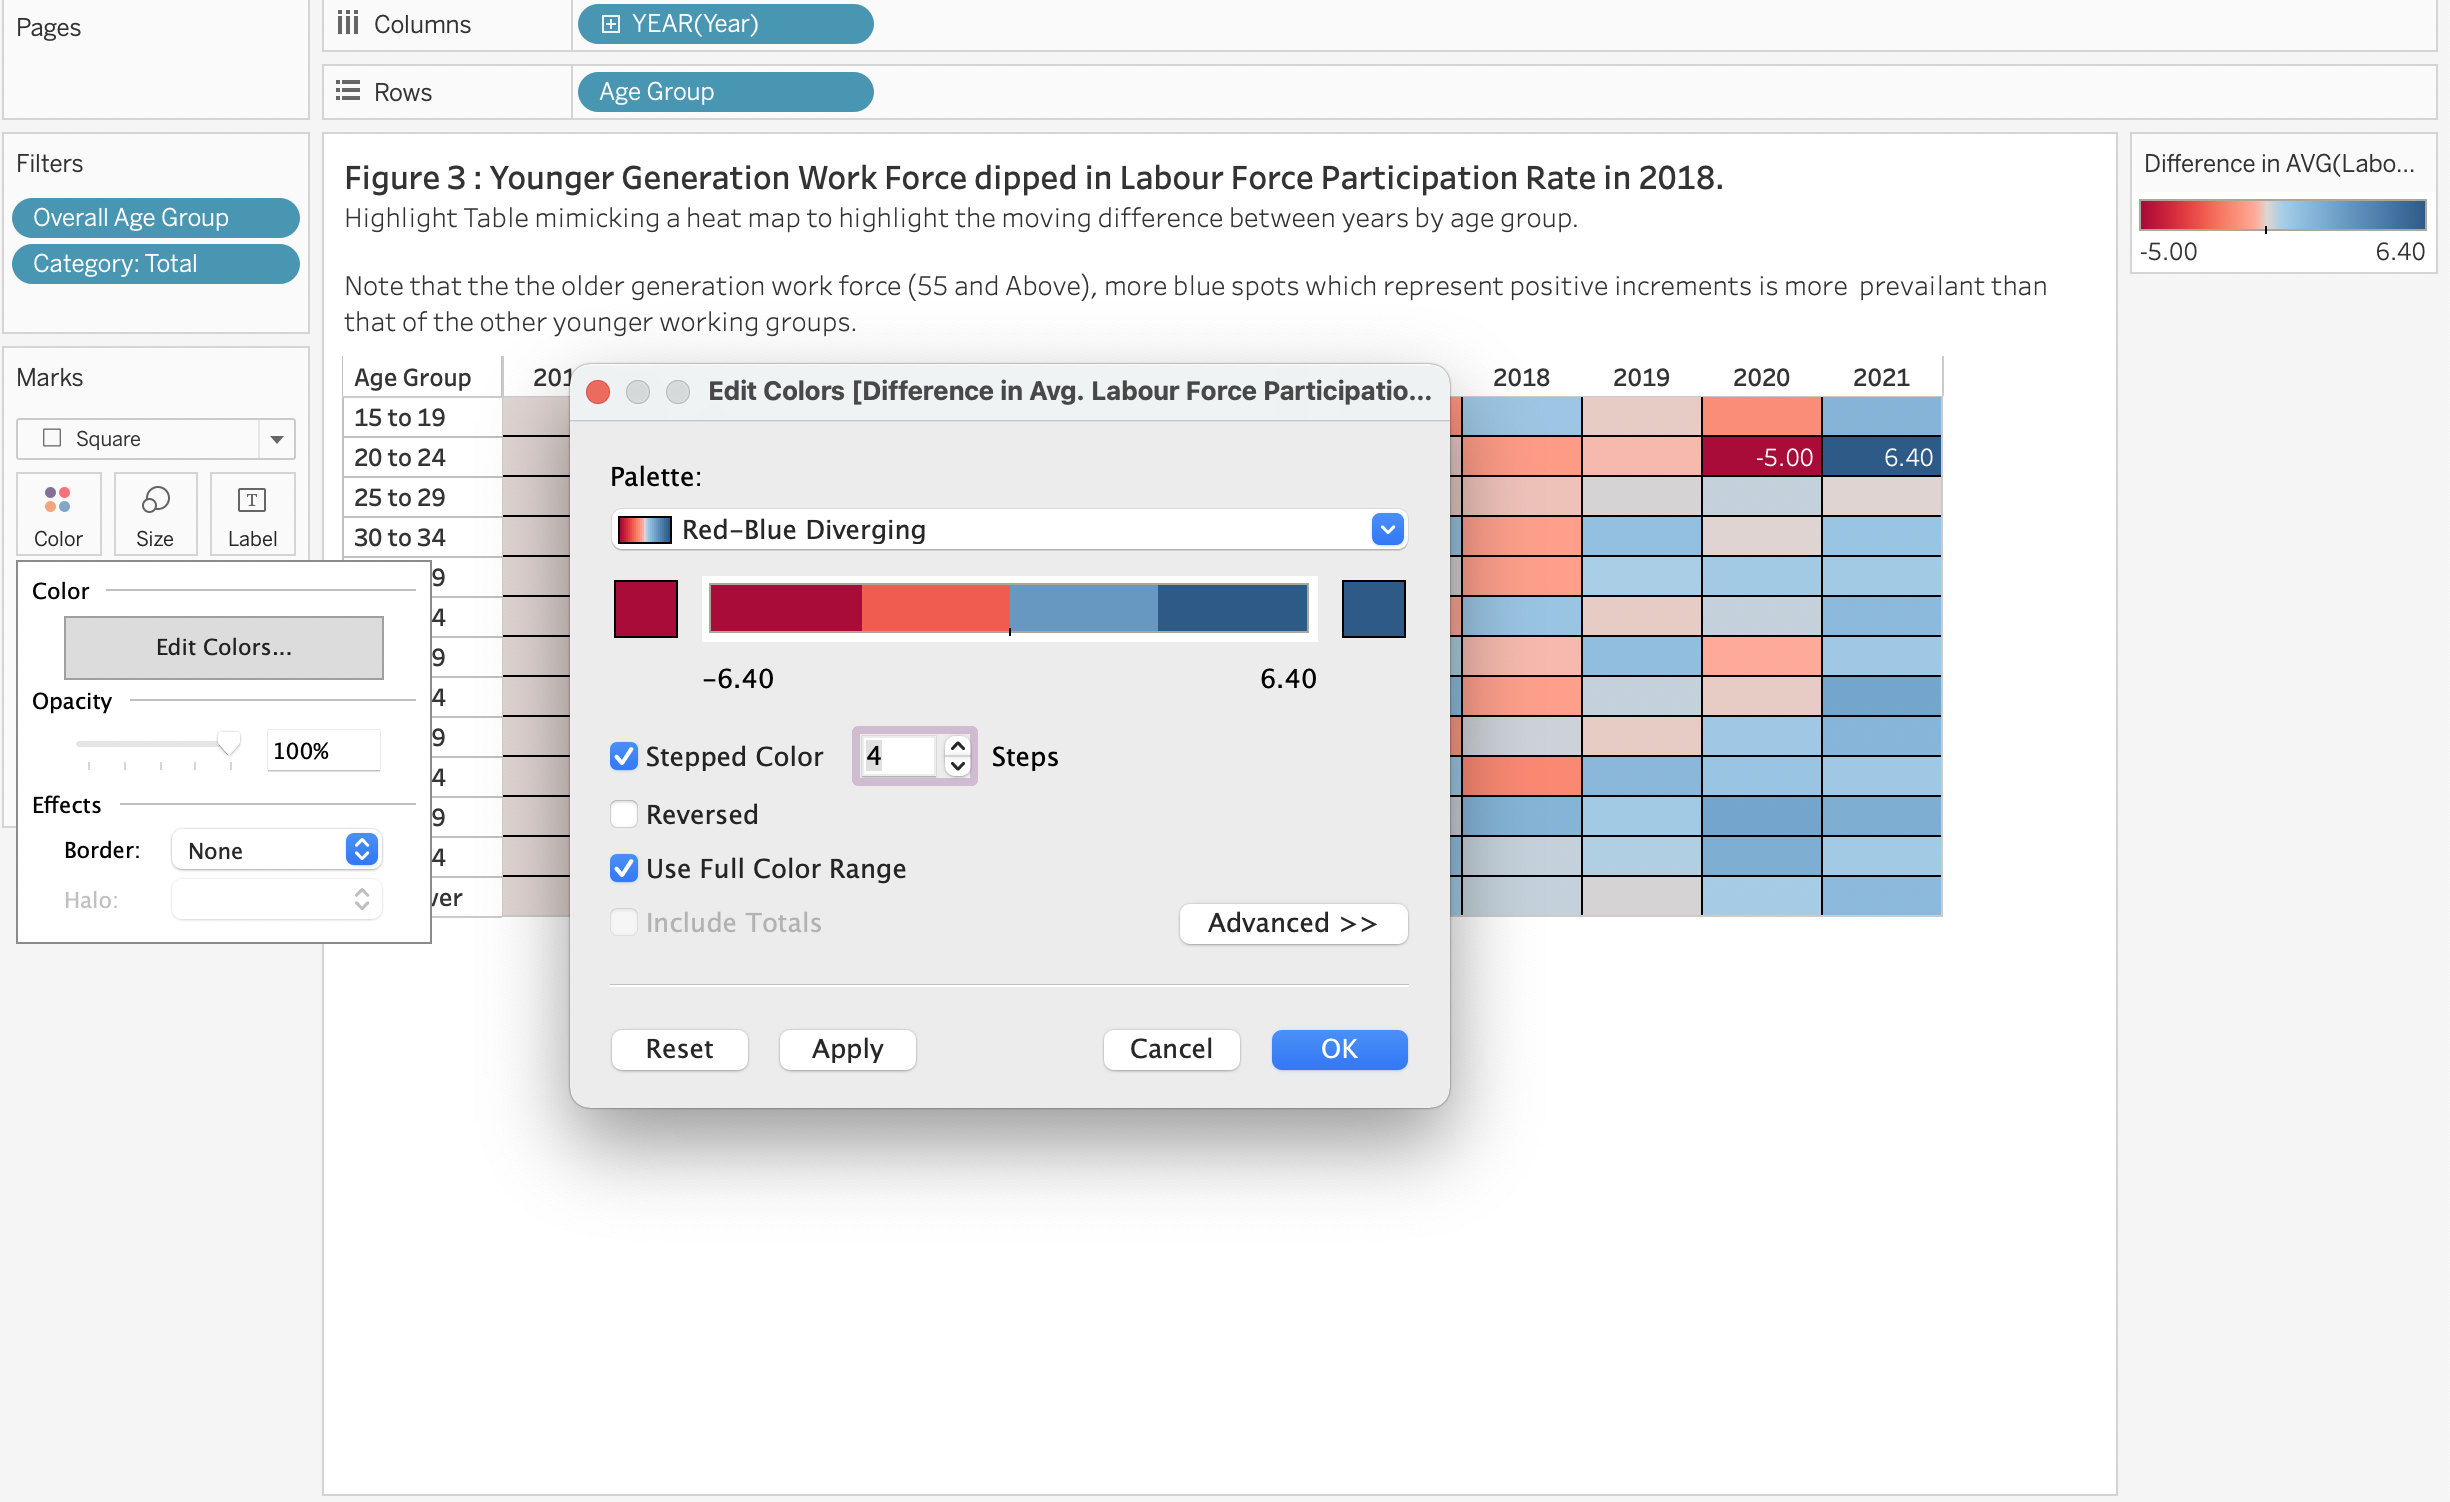 Pages
Columns
YEAR(Year)
Rows
Age Group
Filters
Overall Age Group
Category: Total
Marks
Square
Color
Size
T
Label
Color
Edit Colors...
Opacity
100%
Effects
Border:
None
Halo:
Figure 3 : Younger Generation Work Force dipped in Labour Force Participation Rate in 2018.
Highlight Table mimicking a heat map to highlight the moving difference between years by age group.
Note that the the older generation work force (55 and Above), more blue spots which represent positive increments is more  prevailant than
that of the other younger working groups.
Age Group
201
2018
2019
2020
2021
15 to 19
20 to 24
-5.00
6.40
25 to 29
30 to 34
9
4
9
4
9
4
9
4
ver
Edit Colors [Difference in Avg. Labour Force Participatio...
Palette:
Red-Blue Diverging
-6.40
6.40
Stepped Color
4
Steps
Reversed
Use Full Color Range
Include Totals
Advanced >>
Reset
Apply
Cancel
OK
Difference in AVG(Labo...
-5.00
6.40